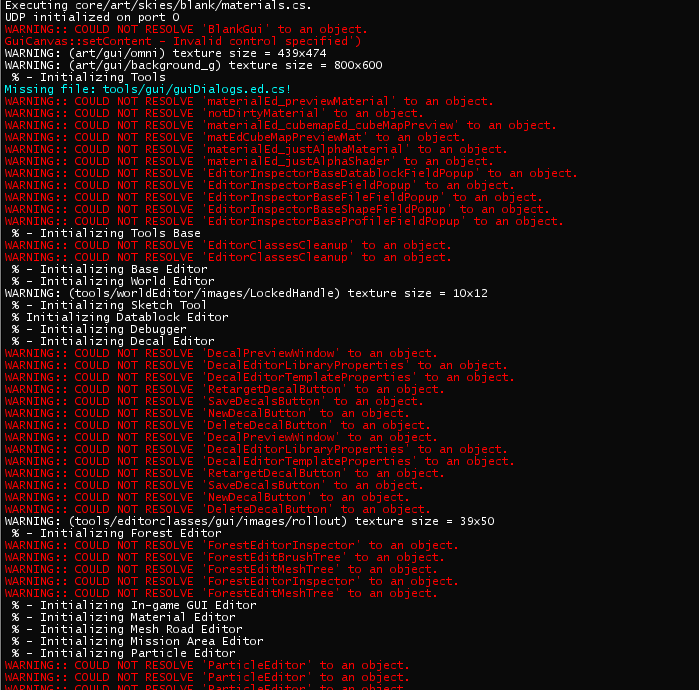 Executing core/art/skies/blank/materials.cs.
UDP initialized on port 0
WARNING:: COULD NOT RESOLVE 'BlankGui' to an object.
GuiCanvas::setContent - Invalid control specified')
WARNING: (art/gui/omni) texture size = 439x474
WARNING: (art/gui/background_g) texture size = 800x600
% - Initializing Tools
Missing file: tools/gui/guiDialogs.ed.cs!
WARNING:: COULD NOT RESOLVE 'materialEd_previewMaterial' to an object.
WARNING:: COULD NOT RESOLVE 'notDirtyMaterial' to an object.
WARNING:: COULD NOT RESOLVE 'materialEd_cubemapEd_cubeMapPreview' to an object.
WARNING:: COULD NOT RESOLVE 'matEdCubeMapPreviewMat' to an object.
WARNING:: COULD NOT RESOLVE 'materialEd_justAlphaMaterial' to an object.
WARNING:: COULD NOT RESOLVE 'materialEd_justAlphaShader' to an object.
WARNING:: COULD NOT RESOLVE 'EditorInspectorBaseDatablockFieldPopup' to an object.
WARNING:: COULD NOT RESOLVE 'EditorInspectorBaseFieldPopup' to an object.
WARNING:: COULD NOT RESOLVE 'EditorInspectorBaseFileFieldPopup' to an object.
WARNING:: COULD NOT RESOLVE 'EditorInspectorBaseShapeFieldPopup' to an object.
WARNING:: COULD NOT RESOLVE 'EditorInspectorBaseProfileFieldPopup' to an object.
% - Initializing Tools Base
WARNING:: COULD NOT RESOLVE 'EditorClassesCleanup' to an object.
WARNING:: COULD NOT RESOLVE 'EditorClassesCleanup' to an object.
% - Initializing Base Editor
% - Initializing World Editor
WARNING: (tools/worldEditor/images/LockedHandle) texture size = 10x12
% - Initializing Sketch Tool
% Initializing Datablock Editor
% - Initializing Debugger
% - Initializing Decal Editor
WARNING:: COULD NOT RESOLVE 'DecalPreviewWindow' to an object.
WARNING:: COULD NOT RESOLVE 'DecalEditorLibraryProperties' to an object.
WARNING:: COULD NOT RESOLVE 'DecalEditorTemplateProperties' to an object.
WARNING:: COULD NOT RESOLVE 'RetargetDecalButton' to an object.
WARNING:: COULD NOT RESOLVE 'SaveDecalsButton' to an object.
WARNING:: COULD NOT RESOLVE 'NewDecalButton' to an object.
WARNING:: COULD NOT RESOLVE 'DeleteDecalButton' to an object.
WARNING:: COULD NOT RESOLVE 'DecalPreviewWindow' to an object.
WARNING:: COULD NOT RESOLVE 'DecalEditorLibraryProperties' to an object.
WARNING:: COULD NOT RESOLVE 'DecalEditorTemplateProperties' to an object.
WARNING:: COULD NOT RESOLVE 'RetargetDecalButton' to an object.
WARNING:: COULD NOT RESOLVE 'SaveDecalsButton' to an object.
WARNING:: COULD NOT RESOLVE 'NewDecalButton' to an object.
WARNING:: COULD NOT RESOLVE 'DeleteDecalButton' to an object.
WARNING: (tools/editorclasses/gui/images/rollout) texture size = 39x50
% - Initializing Forest Editor
WARNING:: COULD NOT RESOLVE 'ForestEditorInspector' to an object.
WARNING:: COULD NOT RESOLVE 'ForestEditBrushTree' to an object.
WARNING:: COULD NOT RESOLVE 'ForestEditMeshTree' to an object.
WARNING:: COULD NOT RESOLVE 'ForestEditorInspector' to an object.
WARNING:: COULD NOT RESOLVE 'ForestEditMeshTree' to an object.
% - Initializing In-game GUI Editor
% - Initializing Material Editor
% - Initializing Mesh Road Editor
% - Initializing Mission Area Editor
% - Initializing Particle Editor
WARNING:: COULD NOT RESOLVE 'ParticleEditor' to an object.
WARNING:: COULD NOT RESOLVE 'ParticleEditor' to an object.
WARNING:: COULD NOT RESOLVE 'ParticleEditor' to an object.